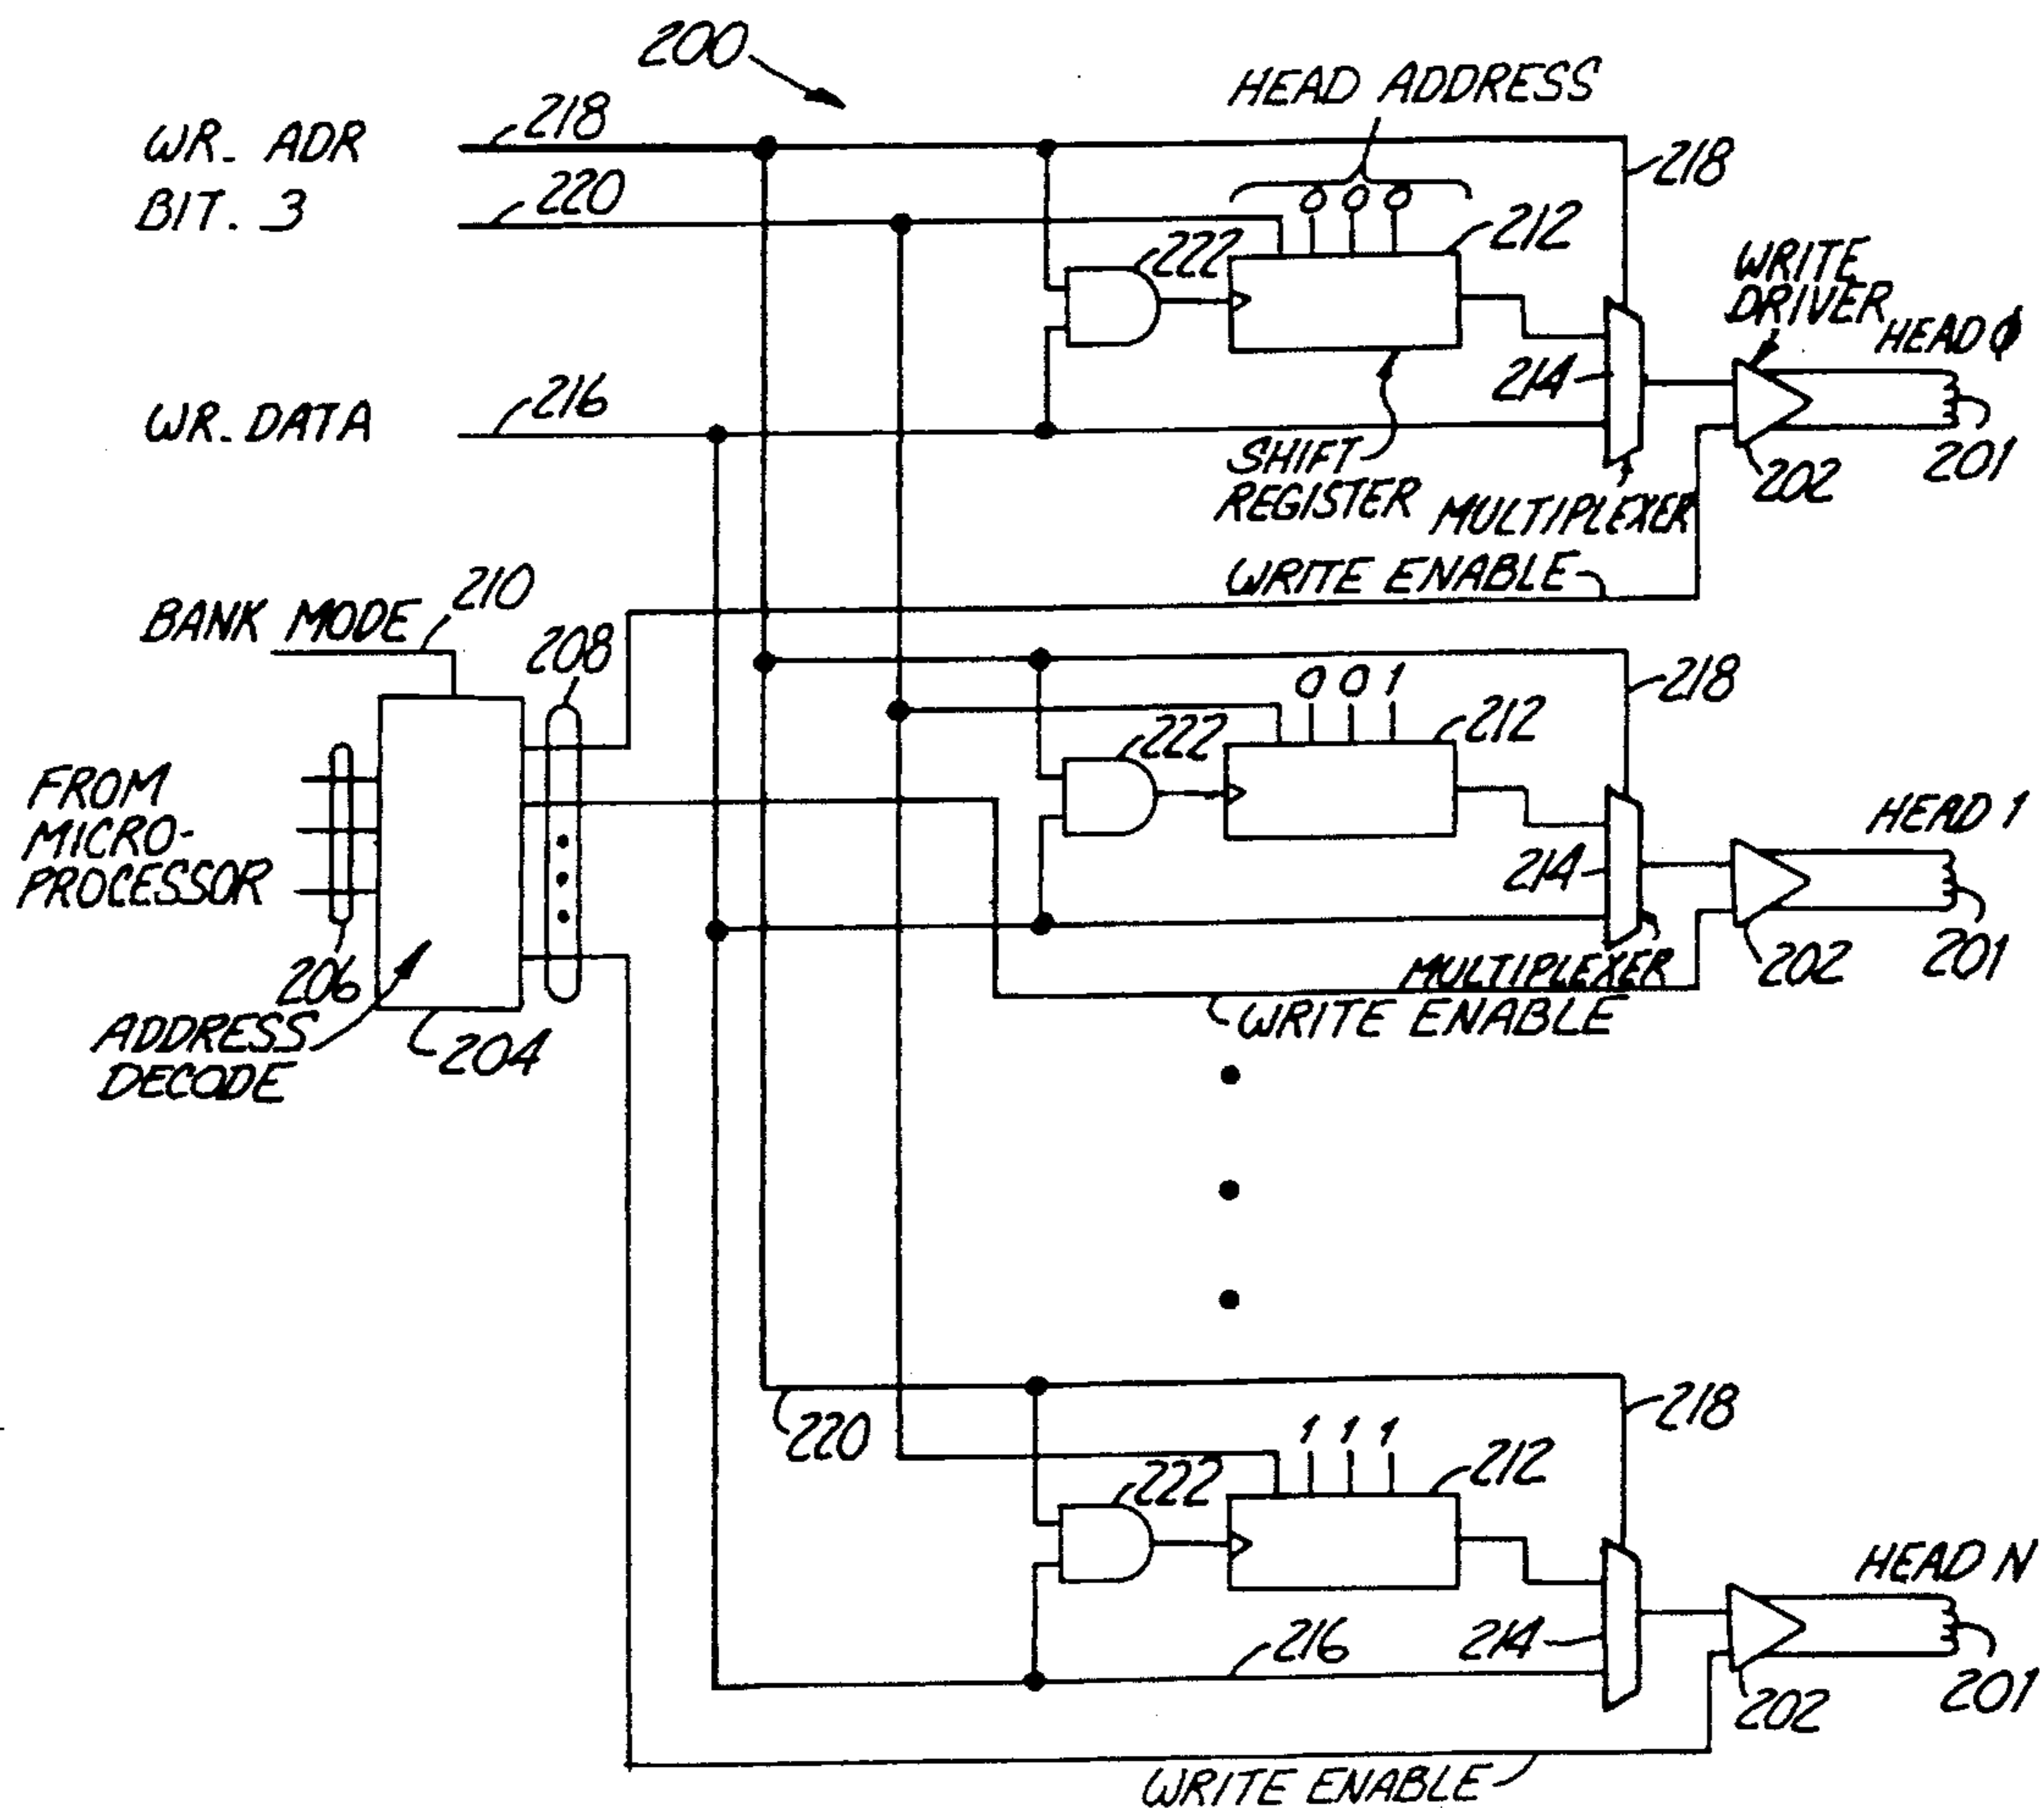 200
HEAD ADDRESS
WR. ADR
218
218
BIT. 3
220
0 0 0
212
222
WRITE
DRIVER
HEAD φ
214
WR. DATA
216
SHIFT
REGISTER
MULTIPLEXER
202
201
WRITE ENABLE
BANK MODE
210
208
218
0 0 1
212
222
FROM
MICRO-
PROCESSOR
HEAD 1
214
206
MULTIPLEXER
202
201
ADDRESS
DECODE
204
WRITE ENABLE
220
218
1 1 1
212
222
HEAD N
216
214
202
201
WRITE ENABLE